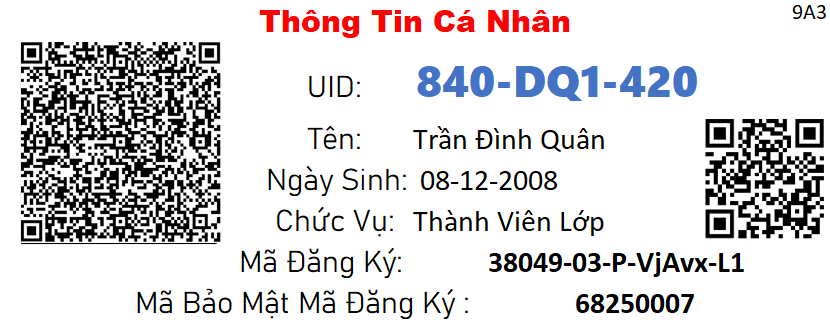 Thông Tin Cá Nhân
9A3
UID: 840-DQ1-420
Tên: Trần Đình Quân
Ngày Sinh: 08-12-2008
Chức Vụ: Thành Viên Lớp
Mã Đăng Ký: 38049-03-P-VjAvx-L1
Mã Bảo Mật Mã Đăng Ký : 68250007